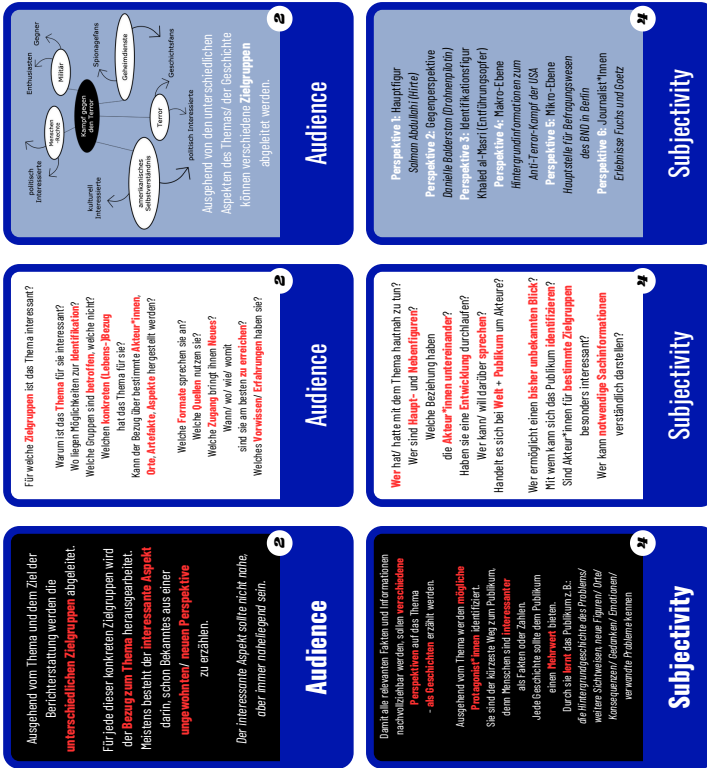 Ausgehend vom Thema und dem Ziel der
Berichterstattung werden die
unterschiedlichen Zielgruppen abgeleitet.
Für jede dieser konkreten Zielgruppen wird
der Bezug zum Thema herausgearbeitet.
Meistens besteht der interessante Aspekt
darin, schon Bekanntes aus einer
ungewohnten/ neuen Perspektive
zu erzählen.
Der interessante Aspekt sollte nicht nahe,
aber immer naheliegend sein.
2
Audience
Für welche Zielgruppen ist das Thema interessant?
Warum ist das Thema für sie interessant?
Wo liegen Möglichkeiten zur Identifikation?
Welche Gruppen sind betroffen, welche nicht?
Welchen konkreten (Lebens-)Bezug
hat das Thema für sie?
Kann der Bezug über bestimmte Akteur*innen,
Orte, Artefakte, Aspekte hergestellt werden?
Welche Formate sprechen sie an?
Welche Quellen nutzen sie?
Welche Zugang bringt ihnen Neues?
Wann/ wo/ wie/ womit
sind sie am besten zu erreichen?
Welches Vorwissen/ Erfahrungen haben sie?
2
Audience
politisch
Interessierte
Enthusiasten
Gegner
Menschen
-Rechte
Militär
kulturell
Interessierte
Kampf gegen
den Terror
Spionagefans
amerikanisches
Selbstverständnis
Terror
Geheimdienste
politisch Interessierte
Geschichtsfans
Ausgehend von den unterschiedlichen
Aspekten des Themas/ der Geschichte
können verschiedene Zielgruppen
abgeleitet werden.
2
Audience
Damit alle relevanten Fakten und Informationen
nachvollziehbar werden, sollen verschiedene
Perspektiven auf das Thema
- als Geschichten erzählt werden.
Ausgehend vom Thema werden mögliche
Protagonist*innen identifiziert.
Sie sind der kürzeste Weg zum Publikum,
denn Menschen sind interessanter
als Fakten oder Zahlen.
Jede Geschichte sollte dem Publikum
einen Mehrwert bieten.
Durch sie lernt das Publikum z.B.:
die Hintergrundgeschichte des Problems/
weitere Sichtweisen, neue Figuren/ Orte/
Konsequenzen/ Gedanken/ Emotionen/
verwandte Probleme kennen
4
Subjectivity
Wer hat/ hatte mit dem Thema hautnah zu tun?
Wer sind Haupt- und Nebenfiguren?
Welche Beziehung haben
die Akteur*innen untereinander?
Haben sie eine Entwicklung durchlaufen?
Wer kann/ will darüber sprechen?
Handelt es sich bei Welt + Publikum um Akteure?
Wer ermöglicht einen bisher unbekannten Blick?
Mit wem kann sich das Publikum identifizieren?
Sind Akteur*innen für bestimmte Zielgruppen
besonders interessant?
Wer kann notwendige Sachinformationen
verständlich darstellen?
4
Subjectivity
Perspektive 1: Hauptfigur
Salman Abdullahi (Hirte)
Perspektive 2: Gegenperspektive
Danielle Balderston (Drohnenpilotin)
Perspektive 3: Identifikationsfigur
Khaled al-Masri (Entführungsopfer)
Perspektive 4: Makro-Ebene
Hintergrundinformationen zum
Anti-Terror-Kampf der USA
Perspektive 5: Mikro-Ebene
Hauptstelle für Befragungswesen
des BND in Berlin
Perspektive 6: Journalist*Innen
Erlebnisse Fuchs und Goetz
4
Subjectivity